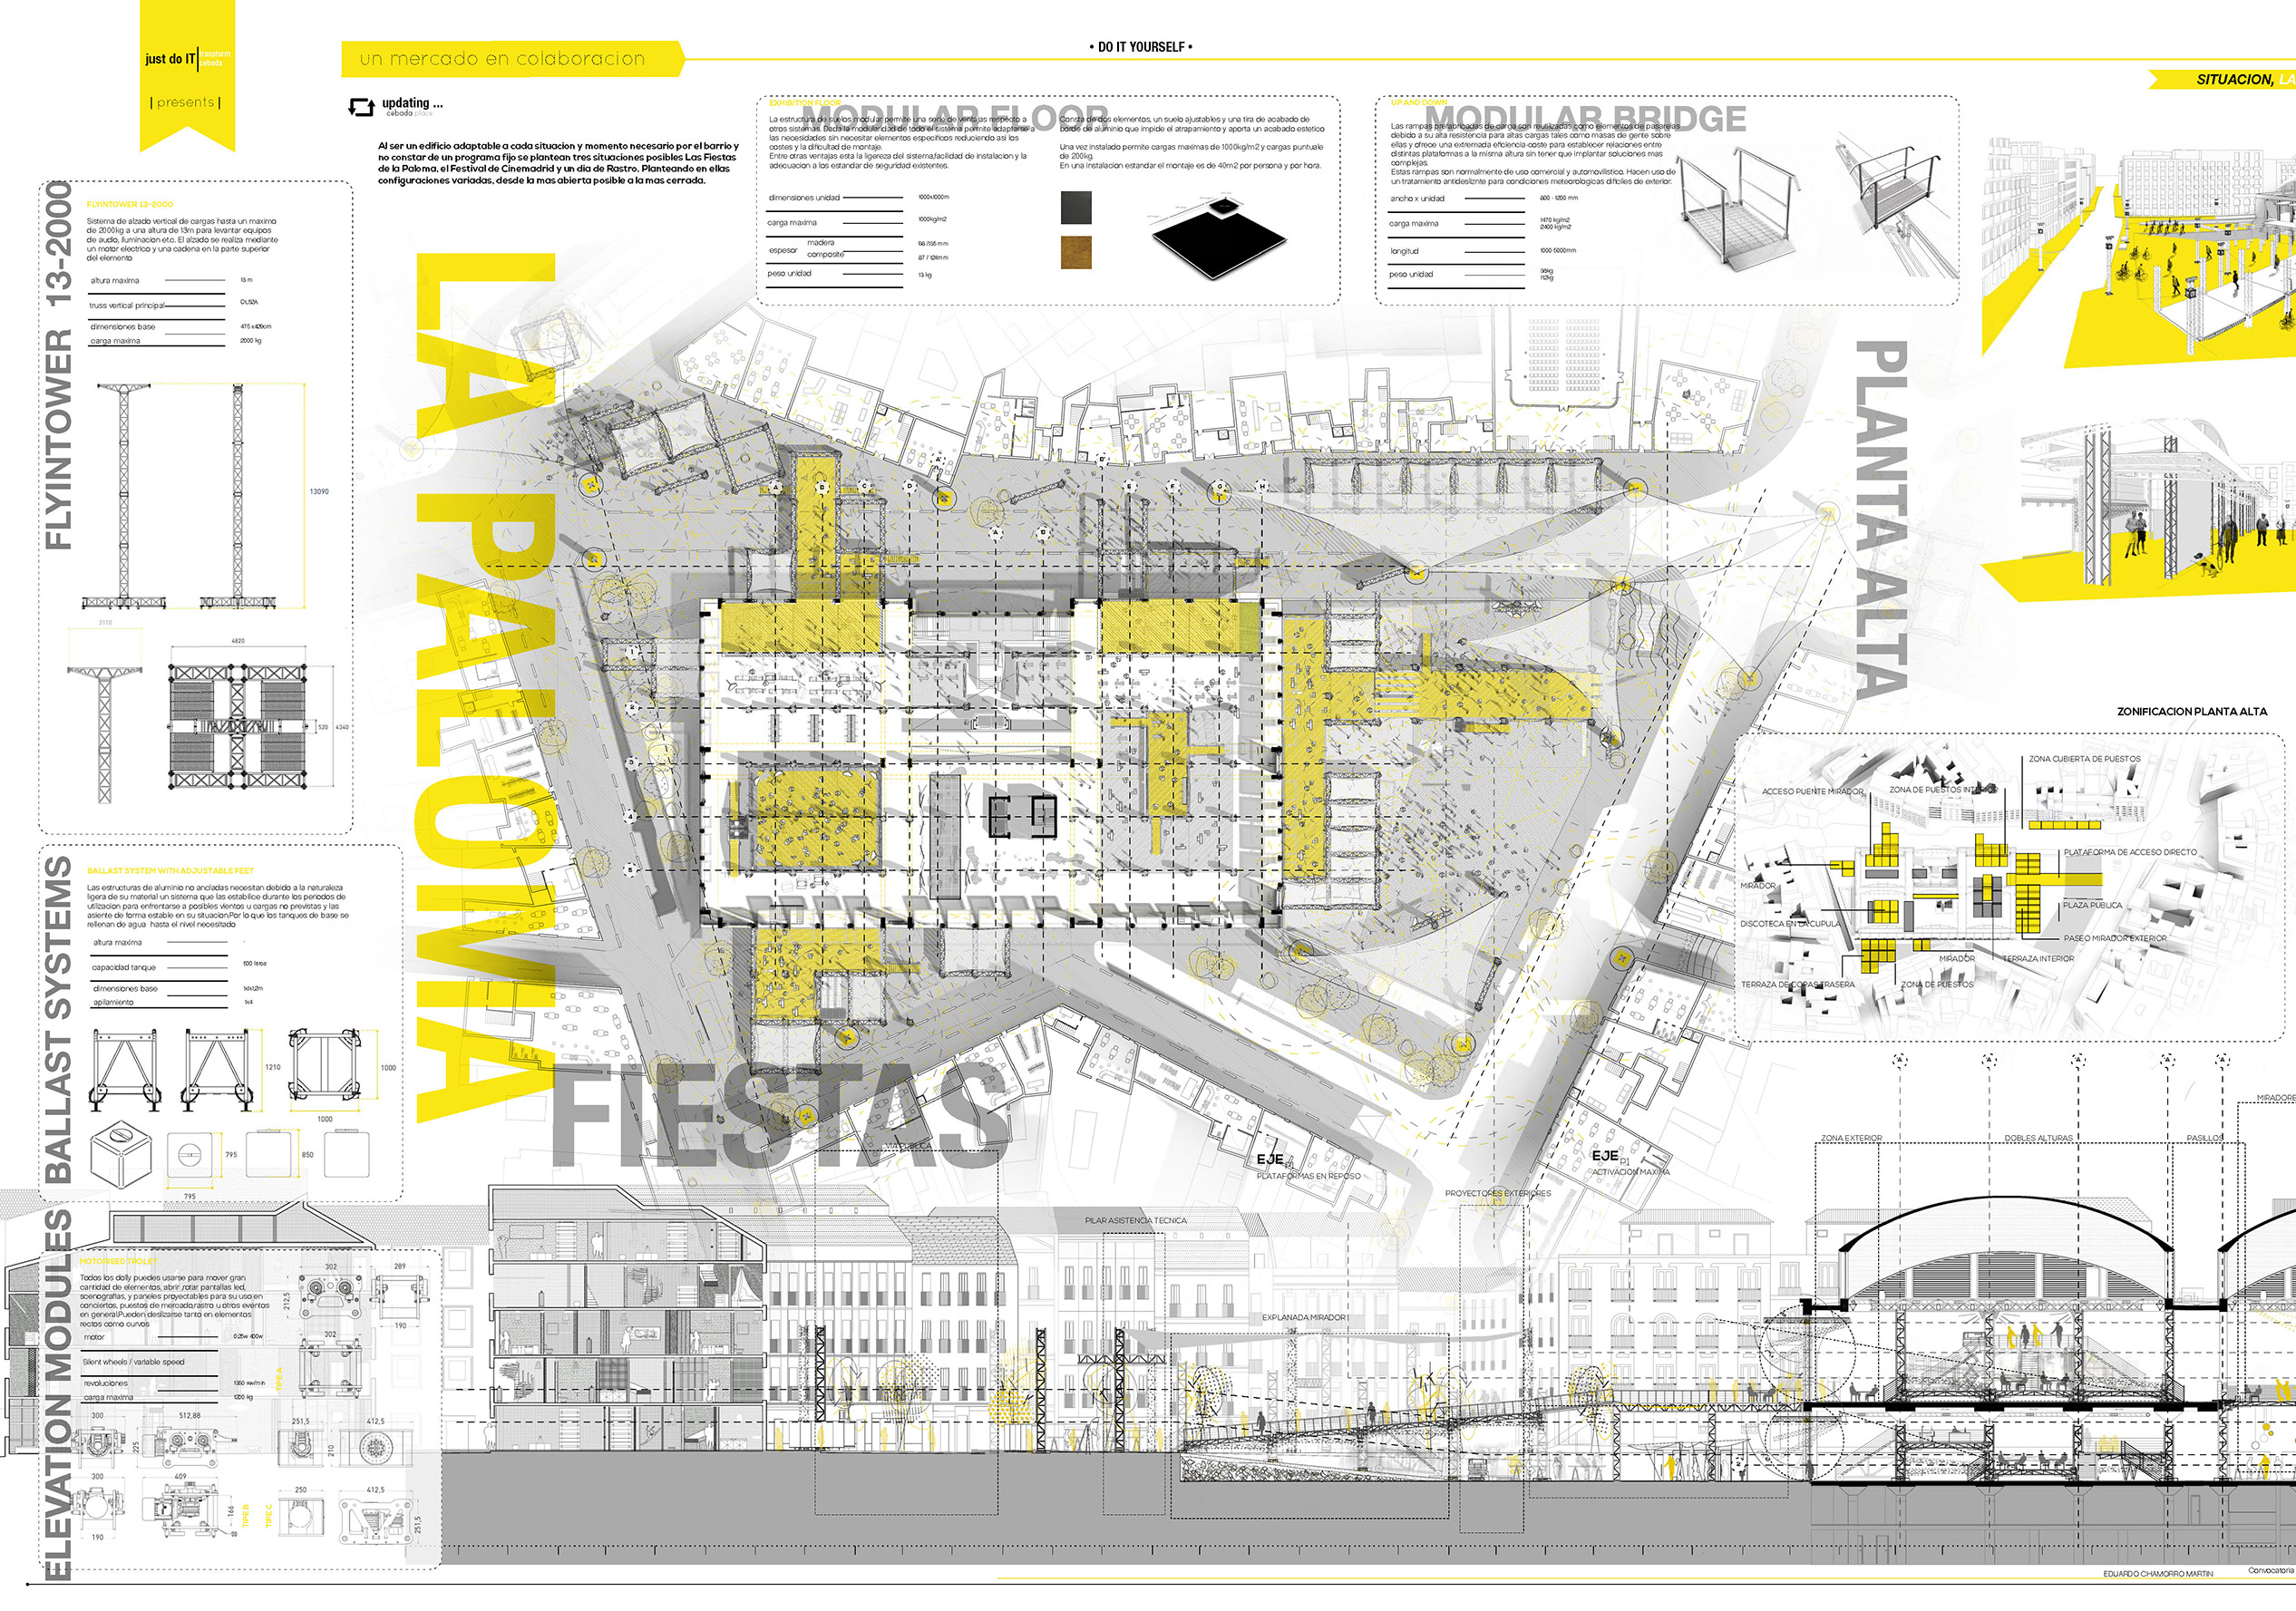 just do IT
transform
cebada
| presents |
un mercado en colaboracion
• DO IT YOURSELF •
SITUACION, LA
updating ...
cebada place
Al ser un edificio adaptable a cada situacion y momento necesario por el barrio y
no constar de un programa fijo se plantean tres situaciones posibles Las Fiestas
de la Paloma, el Festival de Cinemadrid y un dia de Rastro. Planteando en ellas
configuraciones variadas, desde la mas abierta posible a la mas cerrada.
EXHIBITION FLOOR
MODULAR FLOOR
La estructura de suelos modular permite una serie de ventajas respecto a
otros sistemas. Dada la modularidad de todo el sistema permite adaptarse a
las necesidades sin necesitar elementos especificos reduciendo asi los
costes y la dificultad de montaje.
Entre otras ventajas esta la ligereza del sistema,facilidad de instalacion y la
adecuacion a los estandar de seguridad existentes.
Consta de dos elementos, un suelo ajustables y una tira de acabado de
borde de aluminio que impide el atrapamiento y aporta un acabado estetico
Una vez instalado permite cargas maximas de 1000kg/m2 y cargas puntuale
de 200kg.
En una instalacion estandar el montaje es de 40m2 por persona y por hora.
dimensiones unidad 1000x1000m
carga maxima 1000kg/m2
espesor madera
composite
peso unidad 13 kg
UP AND DOWN
MODULAR BRIDGE
Las rampas prefabricadas de carga son reutilizadas como elementos de pasarelas
debido a su alta resistencia para altas cargas tales como masas de gente sobre
ellas y ofrece una extremada eficiencia-coste para establecer relaciones entre
distintas plataformas a la misma altura sin tener que implantar soluciones mas
complejas.
Estas rampas son normalmente de uso comercial y automovilistico. Hacen uso de
un tratamiento antideslizante para condiciones meteorologicas dificiles de exterior.
ancho x unidad 800 - 1200 mm
carga maxima 1470 kg/m2
2400 kg/m2
longitud 1000-5000mm
peso unidad
FLYINTOWER 13-2000
FLYINTOWER 13-2000
Sistema de alzado vertical de cargas hasta un maximo
de 2000kg a una altura de 13m para levantar equipos
de audio, iluminacion etc. El alzado se realiza mediante
un motor electrico y una cadena en la parte superior
del elemento
altura maxima 13 m
truss vertical principal QL52A
dimensiones base
carga maxima 2000 kg
13090
3110
4820
520
4340
LA PALOMA
FIESTAS
PLANTA ALTA
ZONIFICACION PLANTA ALTA
ZONA CUBIERTA DE PUESTOS
ACCESO PUENTE MIRADOR
ZONA DE PUESTOS INTERIOR
PLATAFORMA DE ACCESO DIRECTO
MIRADOR
PLAZA PUBLICA
DISCOTECA EN LA CUPULA
PASEO MIRADOR EXTERIOR
MIRADOR
TERRAZA INTERIOR
TERRAZA DE COPAS TRASERA
ZONA DE PUESTOS
BALLAST SYSTEMS
BALLAST SYSTEM WITH ADJUSTABLE FEET
Las estructuras de aluminio no ancladas necesitan debido a la naturaleza
ligera de su material un sistema que las estabilice durante los periodos de
utilizacion para enfrentarse a posibles vientos u cargas no previstas y las
asiente de forma estable en su situacion.Por lo que los tanques de base se
rellenan de agua hasta el nivel necesitado
altura maxima -
capacidad tanque 500 litros
dimensiones base 1x1x1,2m
apilamiento 1x4
1210
1000
1000
795
850
795
ELEVATION MODULES
MOTORISED TROLEY
Todos los dolly puedes usarse para mover gran
cantidad de elementos, abrir ,rotar pantallas led,
scenografias, y paneles proyectables para su uso en
conciertos, puestos de mercado,rastro u otros eventos
en general.Pueden deslizarse tanto en elementos
rectos como curvos
motor
Silent wheels / variable speed
revoluciones
carga maxima 1200 kg
302
289
212,5
190
302
TIPE A
300
512,88
251,5
412,5
225
210
300
409
190
166
TIPE B
TIPE C
250
412,5
251,5
VIA PUBLICA
EJE p1
PLATAFORMAS EN REPOSO
EJE p1
ACTIVACION MAXIMA
PROYECTORES EXTERIORES
PILAR ASISTENCIA TECNICA
EXPLANADA MIRADOR
ZONA EXTERIOR
DOBLES ALTURAS
PASILLOS
MIRADORE
EDUARDO CHAMORRO MARTIN
Convocatoria